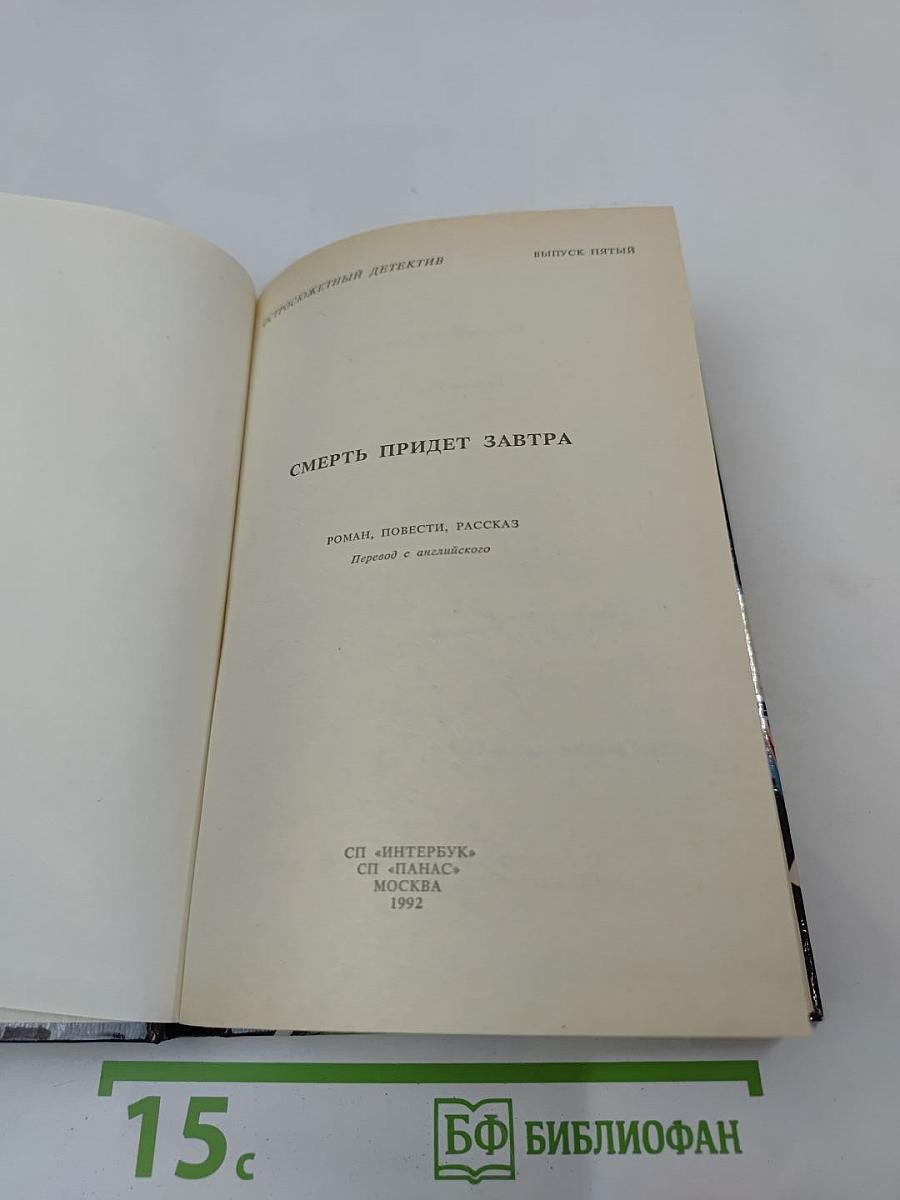 ОСТРОСЮЖЕТНЫЙ ДЕТЕКТИВ
ВЫПУСК ПЯТЫЙ
СМЕРТЬ ПРИДЕТ ЗАВТРА
РОМАН, ПОВЕСТИ, РАССКАЗ
Перевод с английского
СП «ИНТЕРБУК»
СП «ПАНАС»
МОСКВА
1992
15 с
БФ БИБЛИОФАН